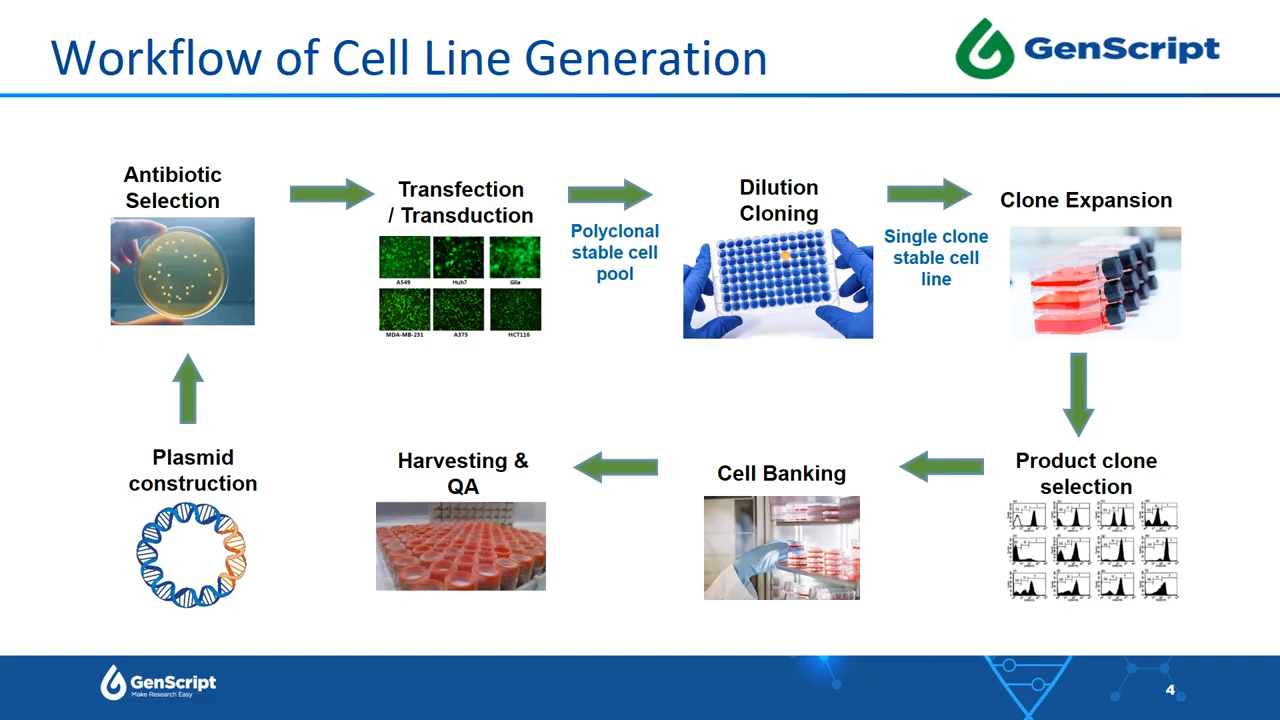 Workflow of Cell Line Generation
GenScript
Antibiotic
Selection
Transfection
/ Transduction
A549
Huh7
Glia
MDA-MB-231
A375
HCT116
Polyclonal
stable cell
pool
Dilution
Cloning
Single clone
stable cell
line
Clone Expansion
Plasmid
construction
Harvesting &
QA
Cell Banking
Product clone
selection
GenScript
Make Research Easy
4